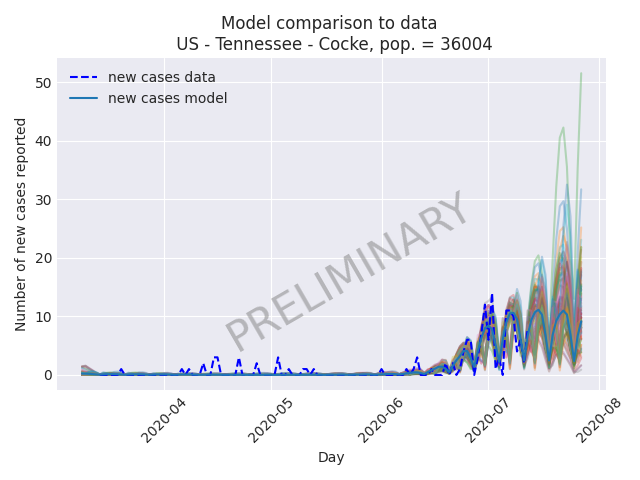 Model comparison to data
US - Tennessee - Cocke, pop. = 36004
new cases data
new cases model
PRELIMINARY
Number of new cases reported
50
40
30
20
10
0
2020-04
2020-05
2020-06
2020-07
2020-08
Day